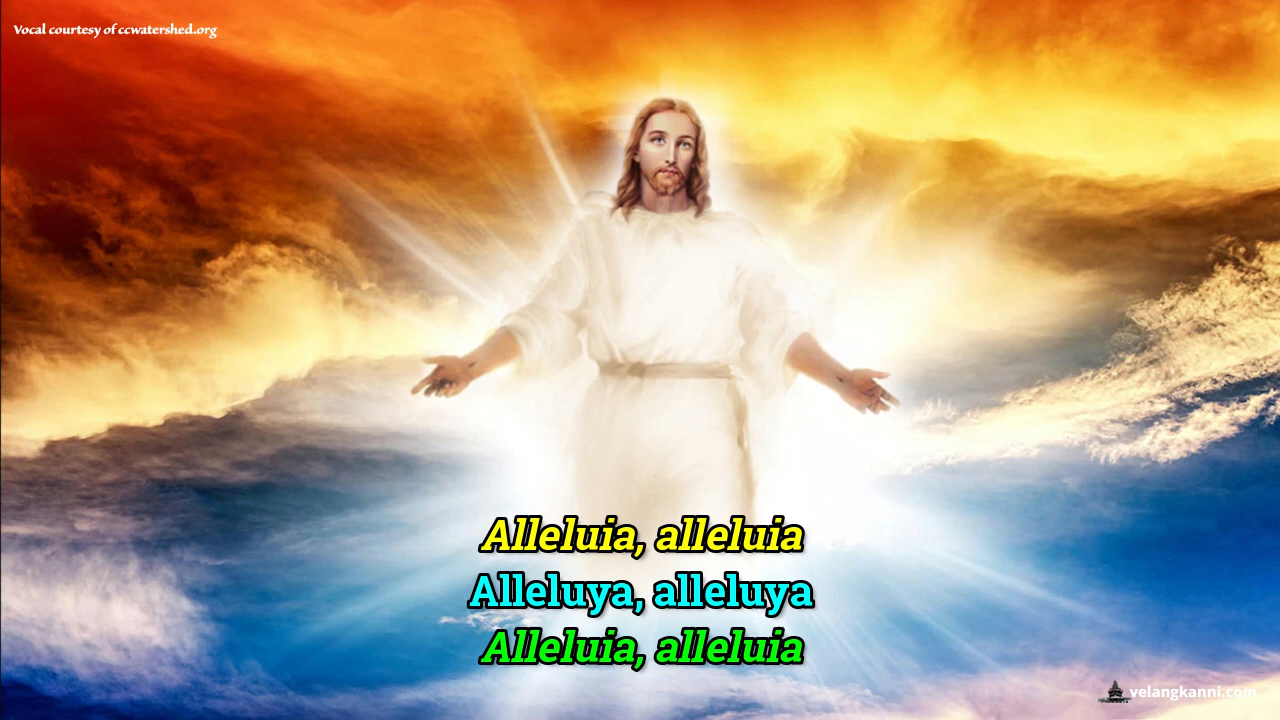 Vocal courtesy of ccwatershed.org
Alleluia, alleluia
Alleluya, alleluya
Alleluia, alleluia
velangkanni.com